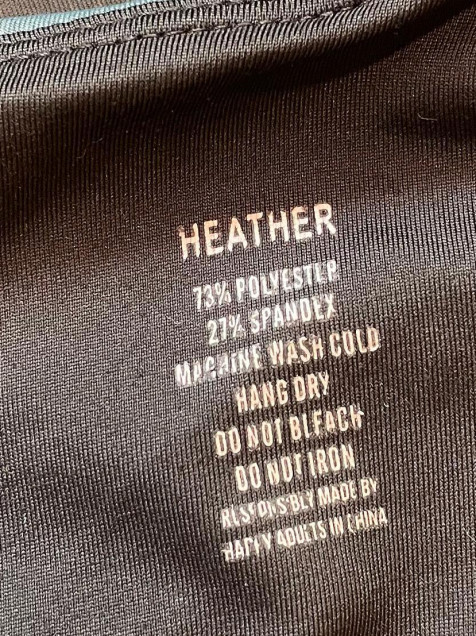 HEATHER
73% POLYESTER
27% SPANDEX
MACHINE WASH COLD
HANG DRY
DO NOT BLEACH
DO NOT IRON
RESPONSIBLY MADE BY
HAPPY ADULTS IN CHINA